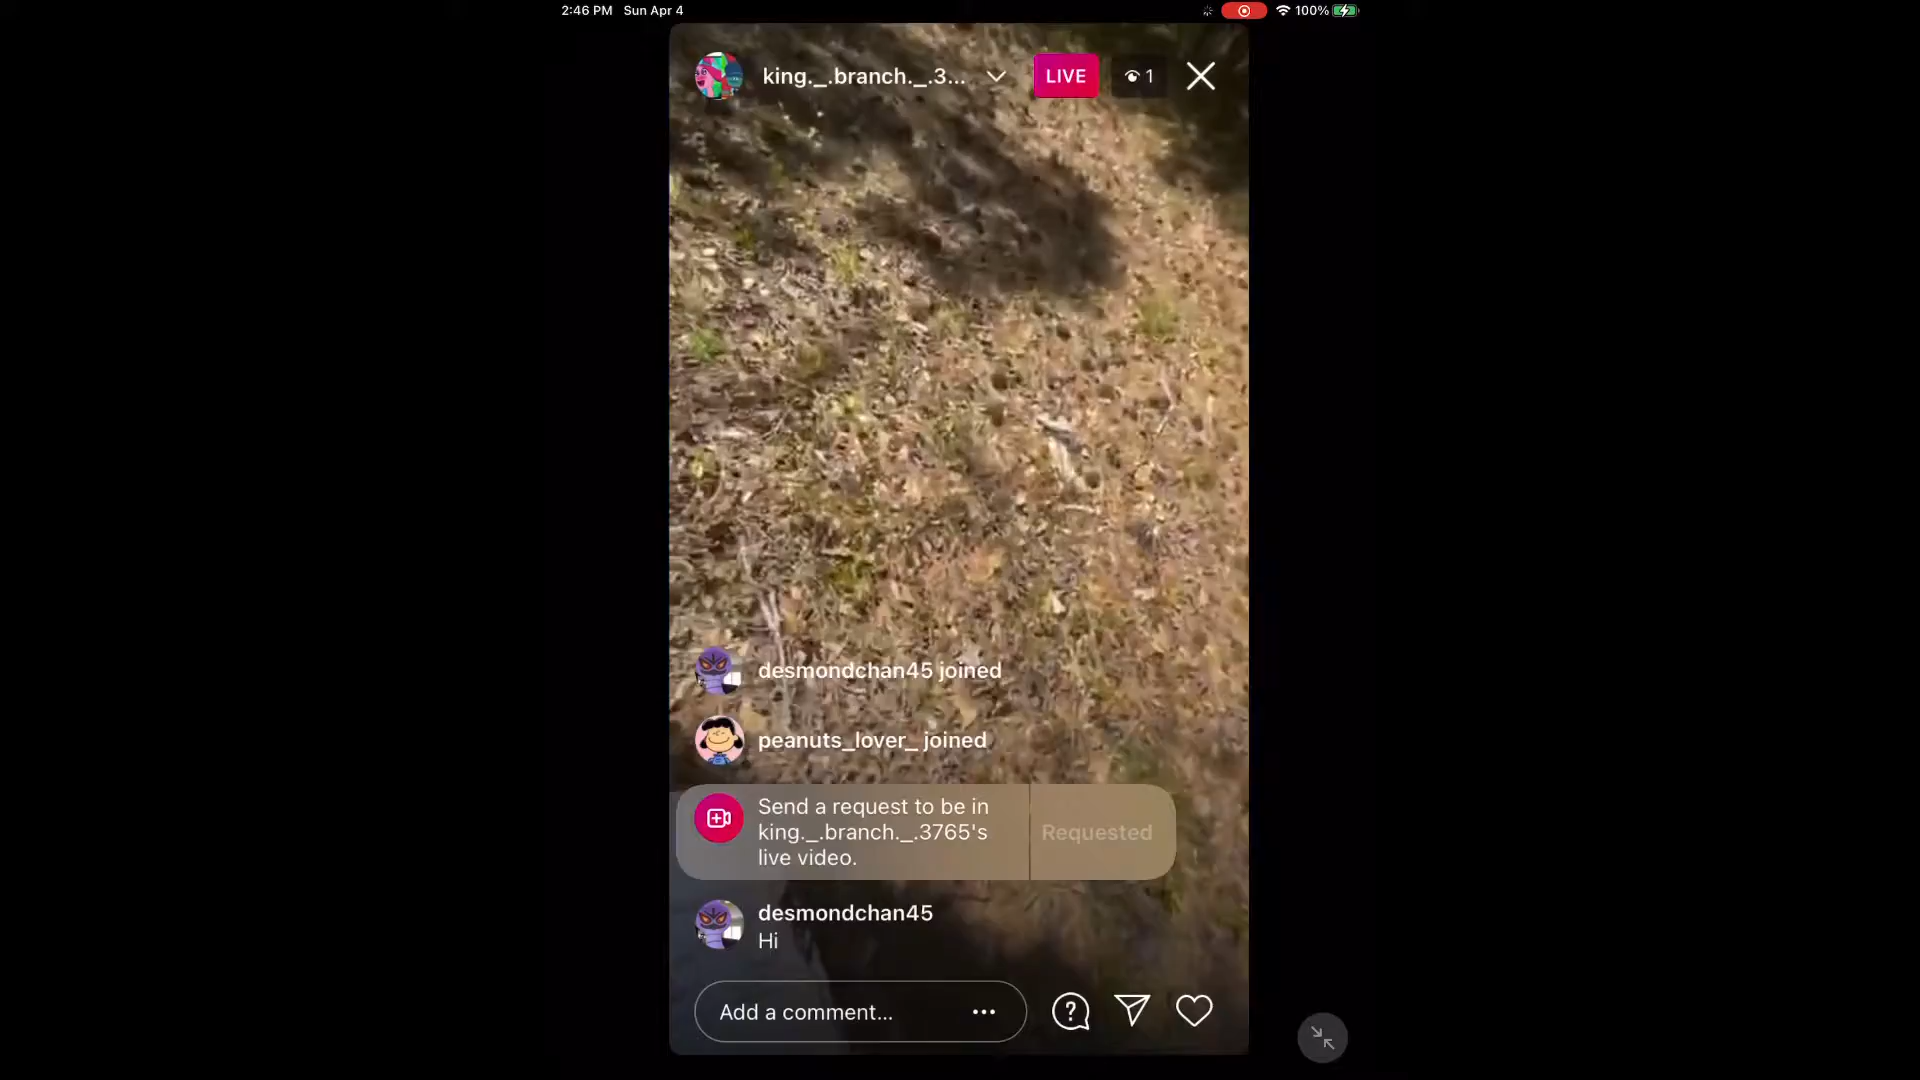 2:46 PM Sun Apr 4
100%
king._.branch._.3...
LIVE
1
desmondchan45 joined
peanuts_lover_ joined
Send a request to be in
king._.branch._.3765's
live video.
Requested
desmondchan45
Hi
Add a comment...